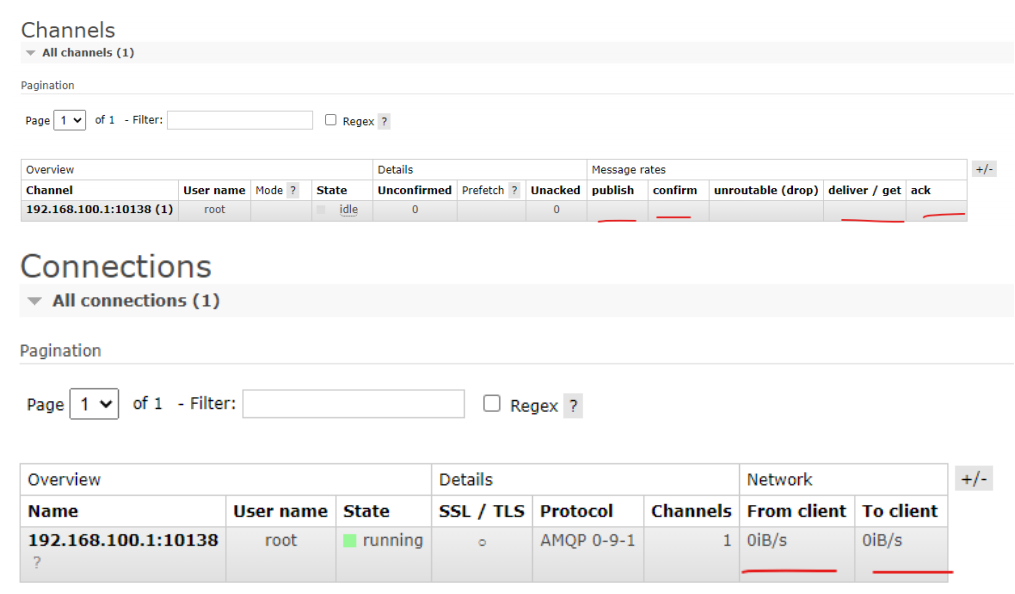 Channels
All channels (1)
Pagination
Page 1 of 1 - Filter: Regex ?
Overview Details Message rates +/-
Channel User name Mode ? State Unconfirmed Prefetch ? Unacked publish confirm unroutable (drop) deliver / get ack
192.168.100.1:10138 (1) root idle 0 0
Connections
All connections (1)
Pagination
Page 1 of 1 - Filter: Regex ?
Overview Details Network +/-
Name User name State SSL / TLS Protocol Channels From client To client
192.168.100.1:10138 root running ○ AMQP 0-9-1 1 0iB/s 0iB/s
?